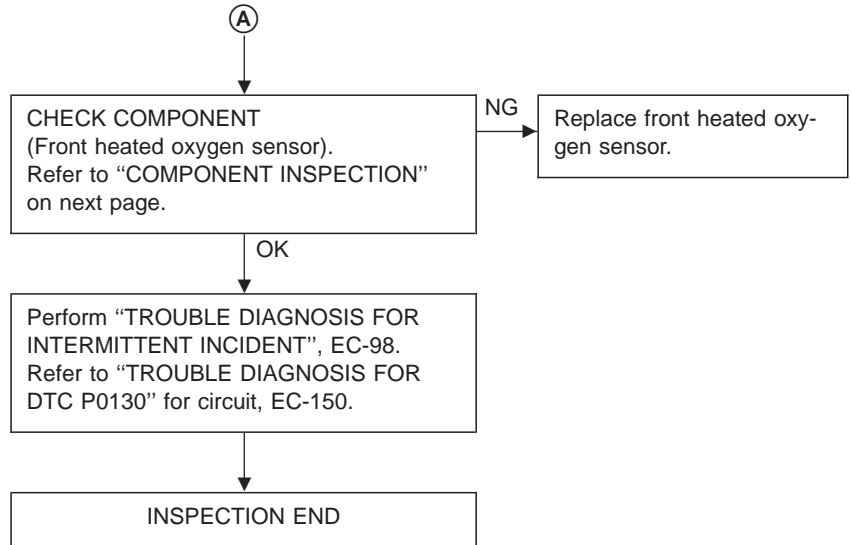 A
CHECK COMPONENT
(Front heated oxygen sensor).
Refer to ‘‘COMPONENT INSPECTION’’
on next page.
NG
Replace front heated oxy-
gen sensor.
OK
Perform ‘‘TROUBLE DIAGNOSIS FOR
INTERMITTENT INCIDENT’’, EC-98.
Refer to ‘‘TROUBLE DIAGNOSIS FOR
DTC P0130’’ for circuit, EC-150.
INSPECTION END